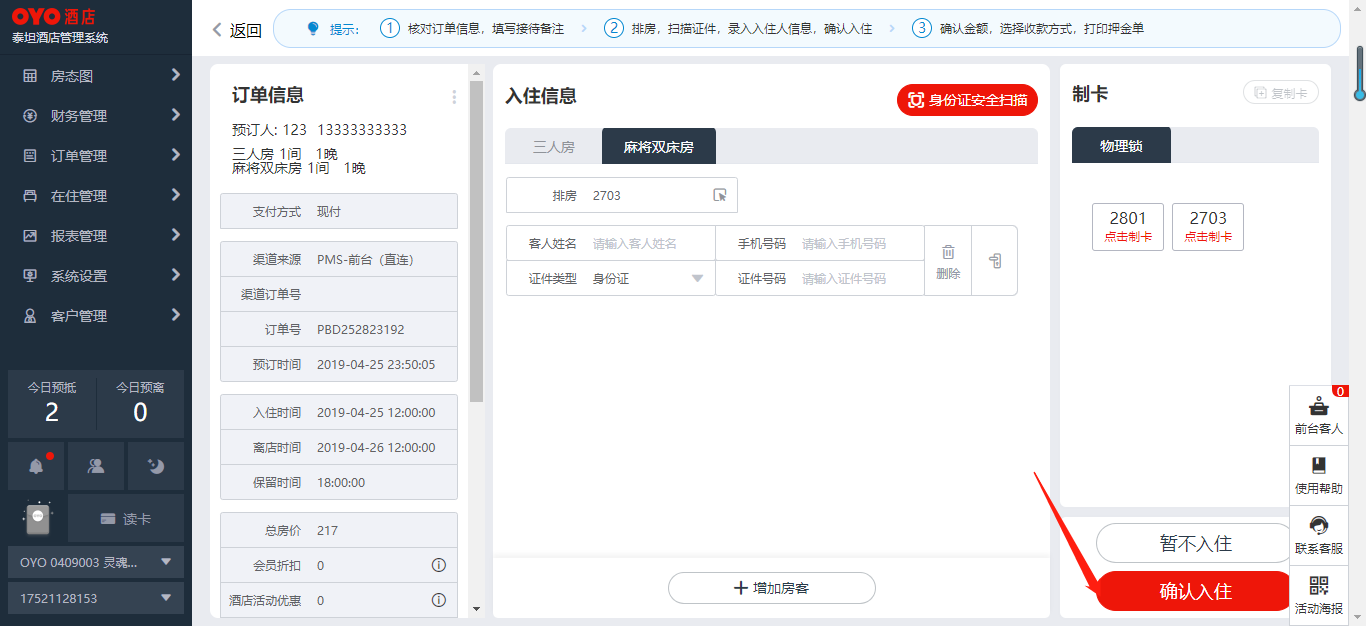 OYO 酒店
泰坦酒店管理系统
房态图
财务管理
订单管理
在住管理
报表管理
系统设置
客户管理
今日预抵
2
今日预离
0
读卡
OYO 0409003 灵魂...
17521128153
返回
提示:
1 核对订单信息，填写接待备注
2 排房，扫描证件，录入入住人信息，确认入住
3 确认金额，选择收款方式，打印押金单
订单信息
预订人: 123 13333333333
三人房 1间 1晚
麻将双床房 1间 1晚
支付方式 现付
渠道来源 PMS-前台（直连）
渠道订单号
订单号 PBD252823192
预订时间 2019-04-25 23:50:05
入住时间 2019-04-25 12:00:00
离店时间 2019-04-26 12:00:00
保留时间 18:00:00
总房价 217
会员折扣 0
酒店活动优惠 0
入住信息
身份证安全扫描
三人房 麻将双床房
排房 2703
客人姓名 请输入客人姓名 手机号码 请输入手机号码
证件类型 身份证 证件号码 请输入证件号码
删除
增加房客
制卡
复制卡
物理锁
2801
点击制卡
2703
点击制卡
暂不入住
确认入住
0
前台客人
使用帮助
联系客服
活动海报